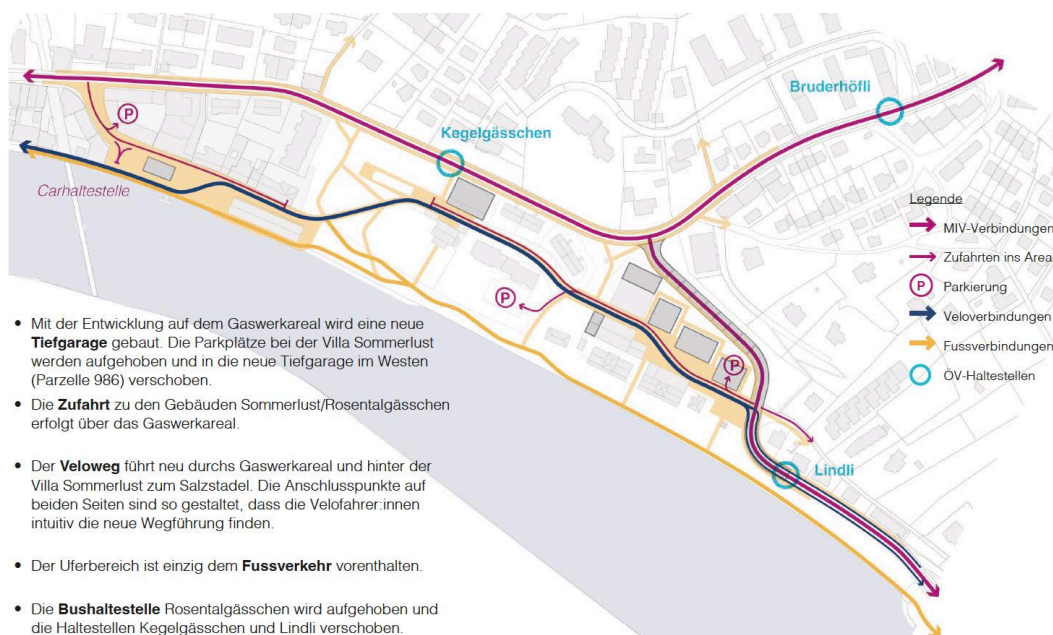 Bruderhöfli
Kegelgässchen
P
Carhaltestelle
Legende
MIV-Verbindungen
Zufahrten ins Areal
P Parkierung
Veloverbindungen
Fussverbindungen
ÖV-Haltestellen
P
P
Lindli
• Mit der Entwicklung auf dem Gaswerkareal wird eine neue
Tiefgarage gebaut. Die Parkplätze bei der Villa Sommerlust
werden aufgehoben und in die neue Tiefgarage im Westen
(Parzelle 986) verschoben.
• Die Zufahrt zu den Gebäuden Sommerlust/Rosentalgässchen
erfolgt über das Gaswerkareal.
• Der Veloweg führt neu durchs Gaswerkareal und hinter der
Villa Sommerlust zum Salzstadel. Die Anschlusspunkte auf
beiden Seiten sind so gestaltet, dass die Velofahrer:innen
intuitiv die neue Wegführung finden.
• Der Uferbereich ist einzig dem Fussverkehr vorenthalten.
• Die Bushaltestelle Rosentalgässchen wird aufgehoben und
die Haltestellen Kegelgässchen und Lindli verschoben.